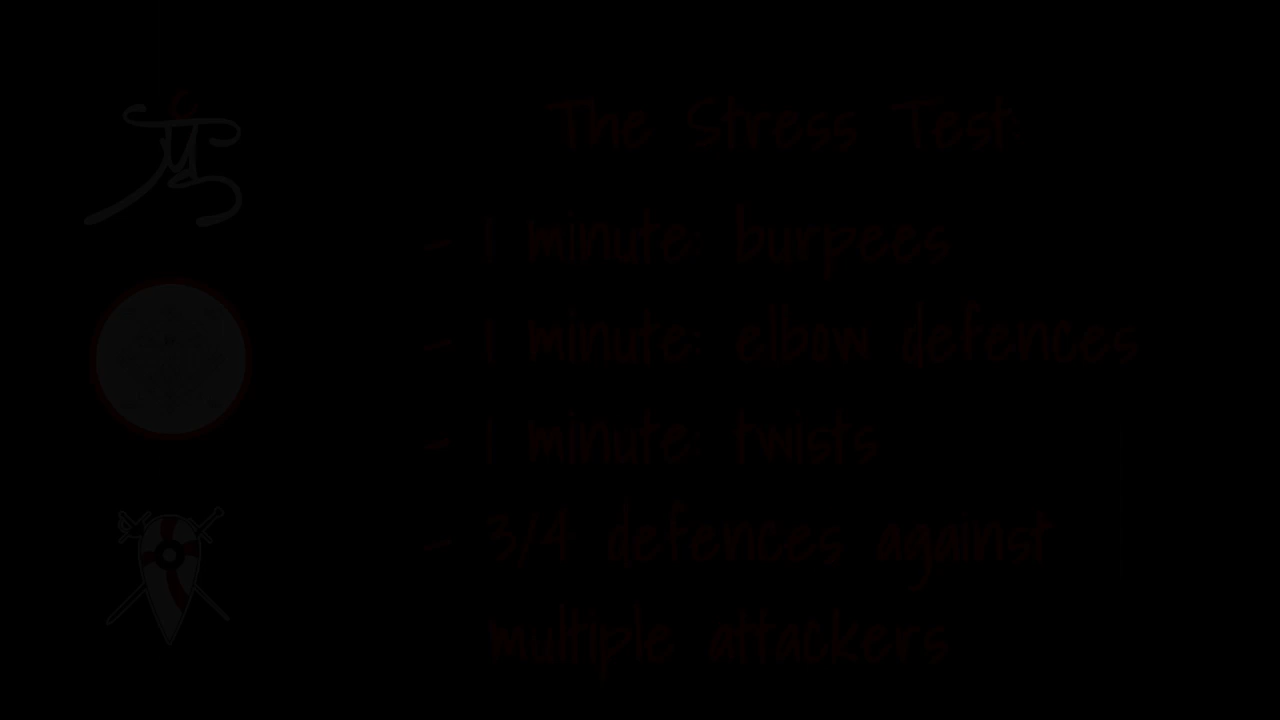 The Stress Test
- 1 minute: burpees
- 1 minute: elbow defences
- 1 minute: twists
- 3/4 defences against
multiple attackers